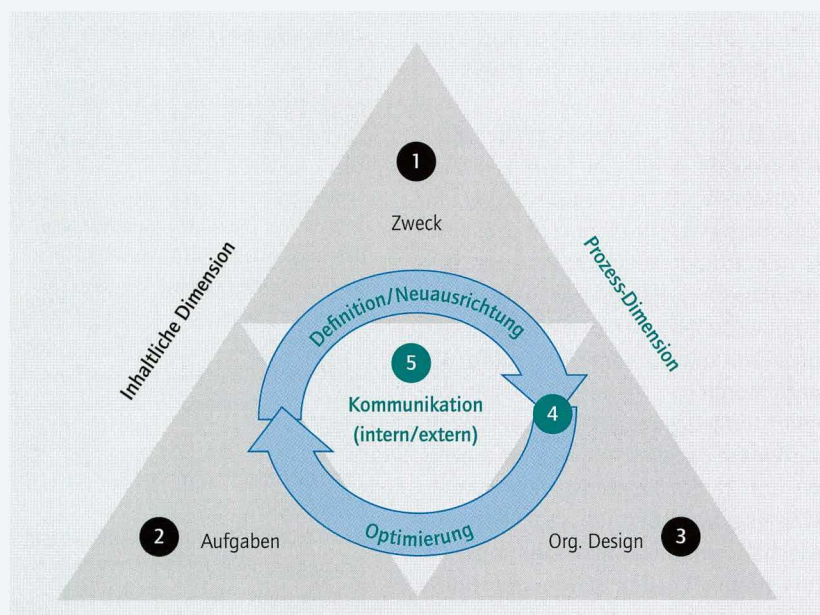 1
Zweck
Inhaltliche Dimension
Prozess-Dimension
Definition/Neuausrichtung
5
Kommunikation
(intern/extern)
4
Optimierung
2 Aufgaben
Org. Design 3